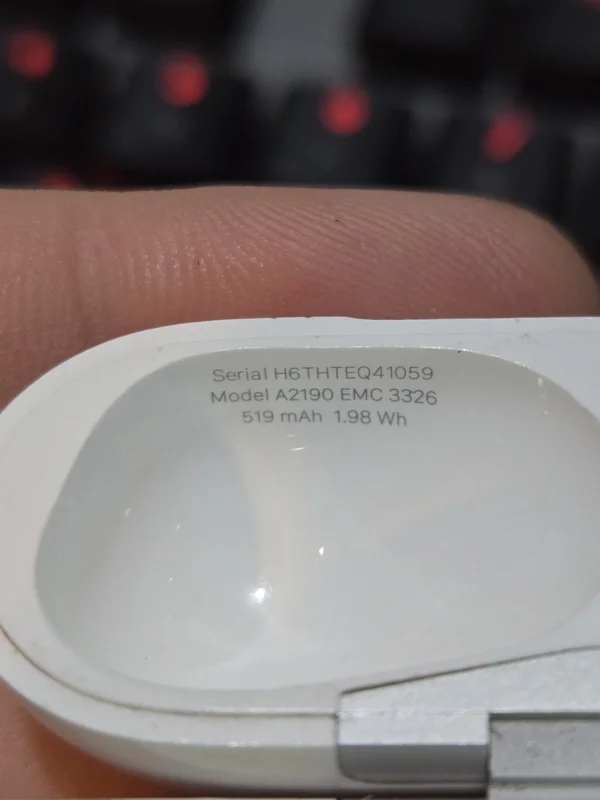 Serial H6THTEQ41059
Model A2190 EMC 3326
519 mAh 1.98 Wh